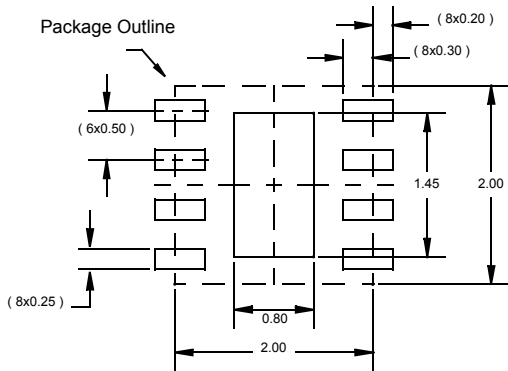 ( 8x0.20 )
Package Outline
( 8x0.30 )
( 6x0.50 )
1.45
2.00
( 8x0.25 )
0.80
2.00